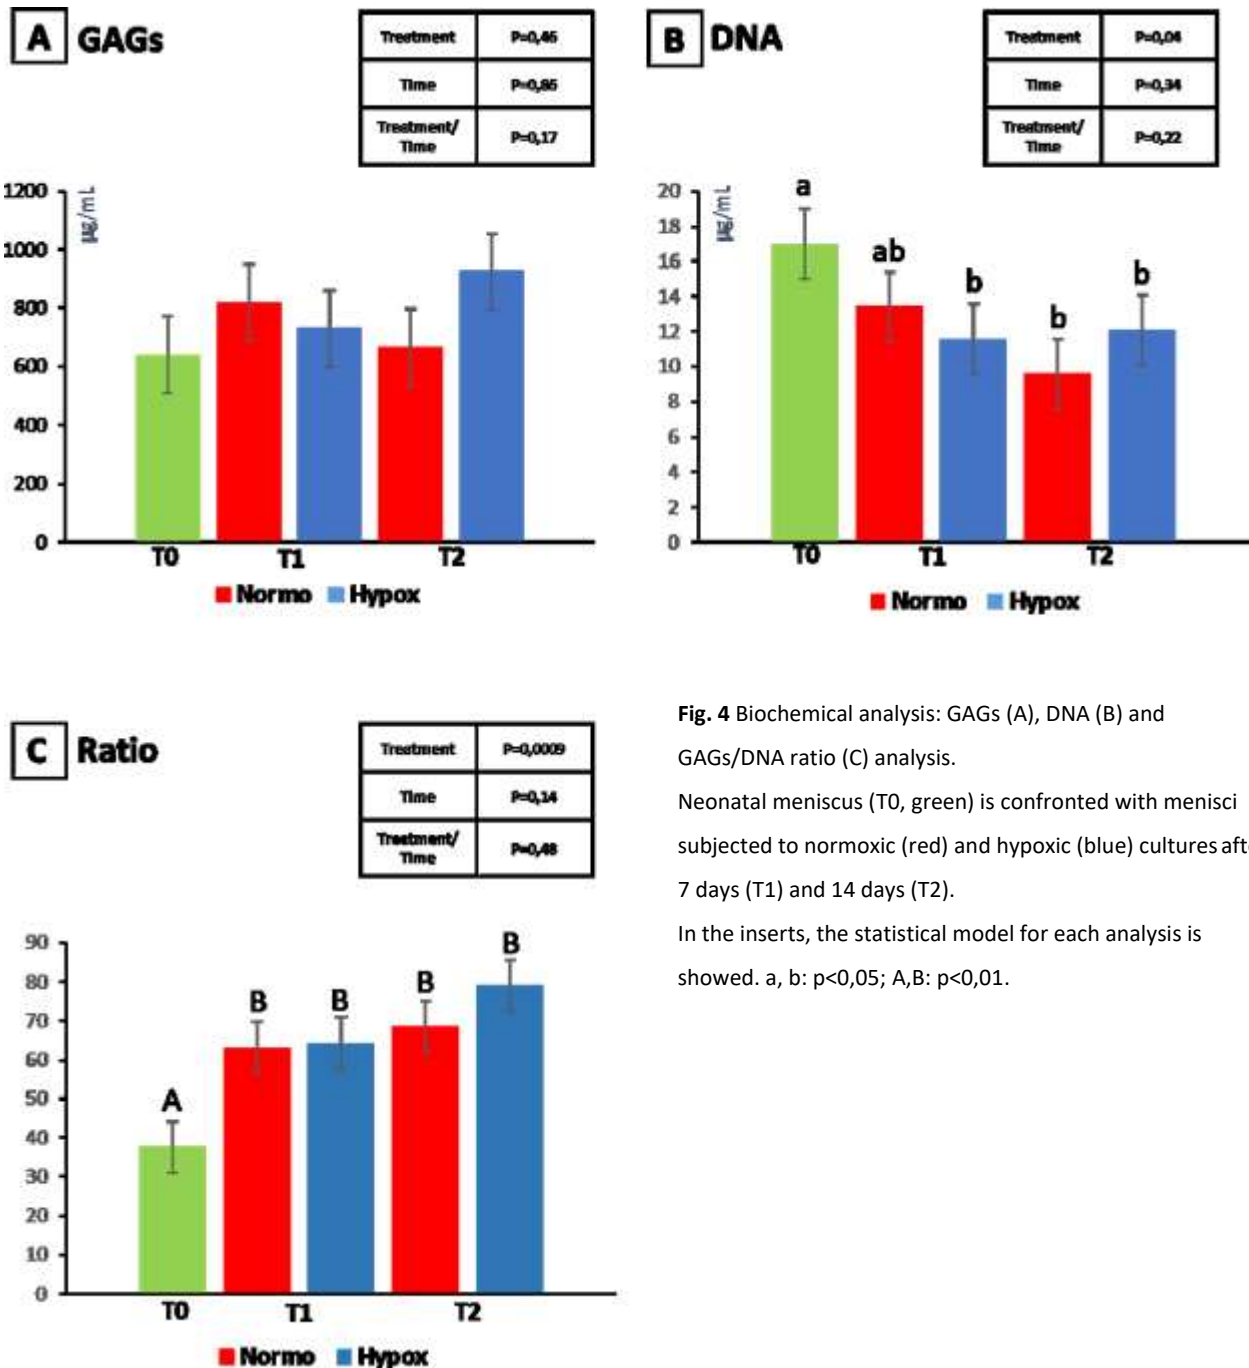 A GAGs
Treatment P=0,46
Time P=0,86
Treatment/
Time P=0,17
1200
µg/mL
1000
800
600
400
200
0
T0 T1 T2
Normo Hypox
B DNA
Treatment P=0,04
Time P=0,34
Treatment/
Time P=0,22
20
µg/mL
18
16
14
12
10
8
6
4
2
0
a
ab
b
b
b
T0 T1 T2
Normo Hypox
C Ratio
Treatment P=0,0009
Time P=0,14
Treatment/
Time P=0,48
90
80
70
60
50
40
30
20
10
0
A
B
B
B
B
T0 T1 T2
Normo Hypox
Fig. 4 Biochemical analysis: GAGs (A), DNA (B) and
GAGs/DNA ratio (C) analysis.
Neonatal meniscus (T0, green) is confronted with menisci
subjected to normoxic (red) and hypoxic (blue) cultures aft
7 days (T1) and 14 days (T2).
In the inserts, the statistical model for each analysis is
showed. a, b: p<0,05; A,B: p<0,01.